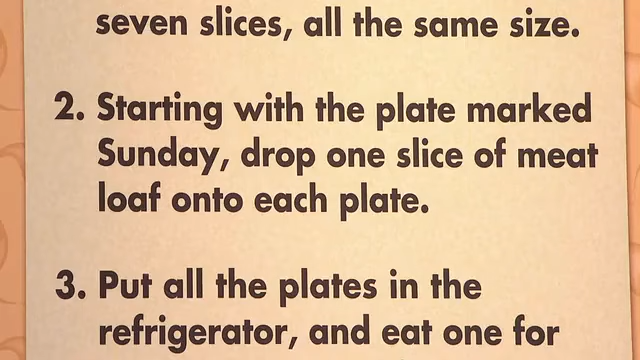 seven slices, all the same size.
2. Starting with the plate marked
Sunday, drop one slice of meat
loaf onto each plate.
3. Put all the plates in the
refrigerator, and eat one for